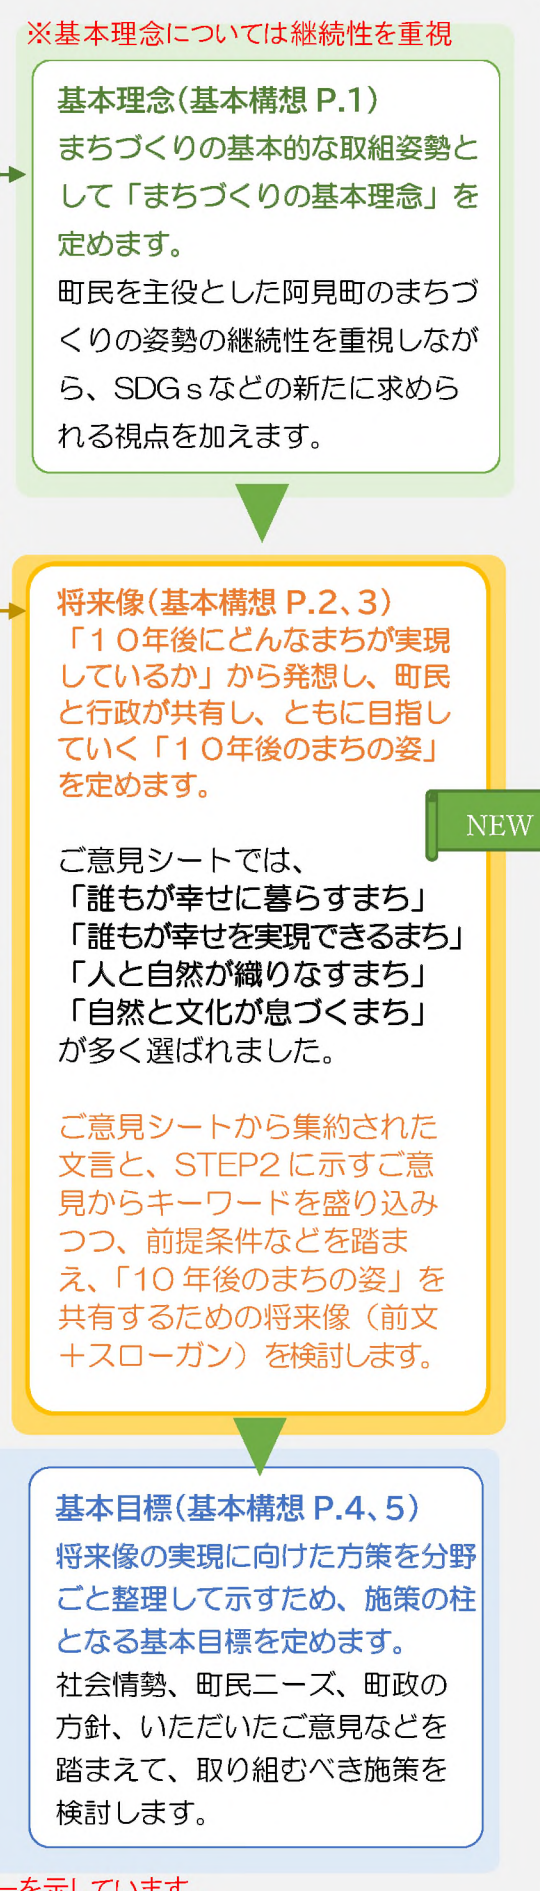 ※基本理念については継続性を重視
基本理念(基本構想 P.1)
まちづくりの基本的な取組姿勢と
して「まちづくりの基本理念」を
定めます。
町民を主役とした阿見町のまちづ
くりの姿勢の継続性を重視しなが
ら、SDGｓなどの新たに求めら
れる視点を加えます。
将来像(基本構想 P.2、3)
「１０年後にどんなまちが実現
しているか」から発想し、町民
と行政が共有し、ともに目指し
ていく「１０年後のまちの姿」
を定めます。
NEW
ご意見シートでは、
「誰もが幸せに暮らすまち」
「誰もが幸せを実現できるまち」
「人と自然が織りなすまち」
「自然と文化が息づくまち」
が多く選ばれました。
ご意見シートから集約された
文言と、STEP2 に示すご意
見からキーワードを盛り込み
つつ、前提条件などを踏ま
え、「10 年後のまちの姿」を
共有するための将来像（前文
＋スローガン）を検討します。
基本目標(基本構想 P.4、5)
将来像の実現に向けた方策を分野
ごと整理して示すため、施策の柱
となる基本目標を定めます。
社会情勢、町民ニーズ、町政の
方針、いただいたご意見などを
踏まえて、取り組むべき施策を
検討します。
ーを示しています